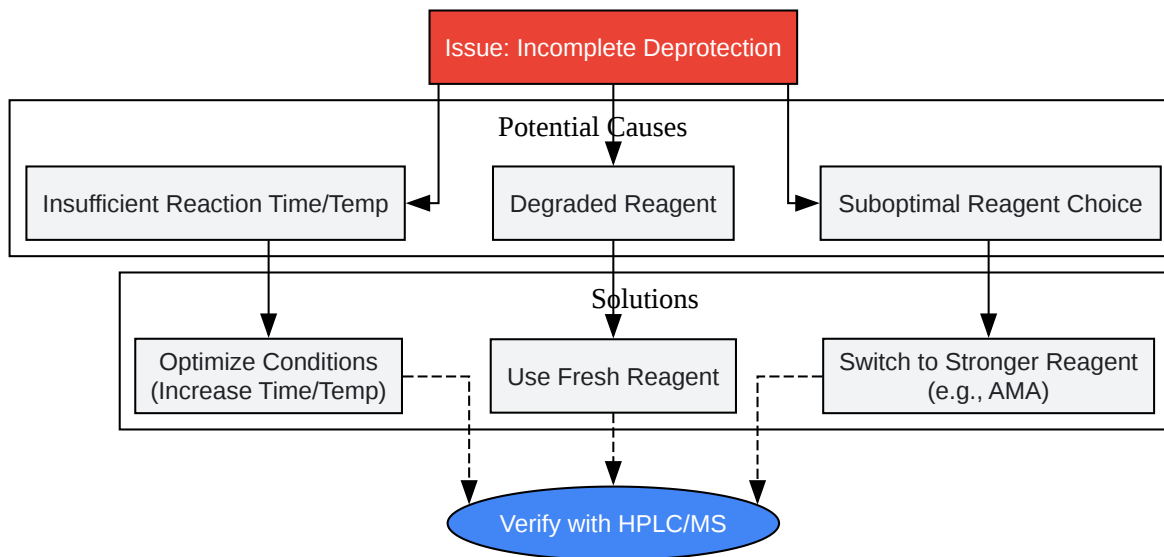 Issue: Incomplete Deprotection
Potential Causes
Insufficient Reaction Time/Temp
Degraded Reagent
Suboptimal Reagent Choice
Solutions
Optimize Conditions
(Increase Time/Temp)
Use Fresh Reagent
Switch to Stronger Reagent
(e.g., AMA)
Verify with HPLC/MS